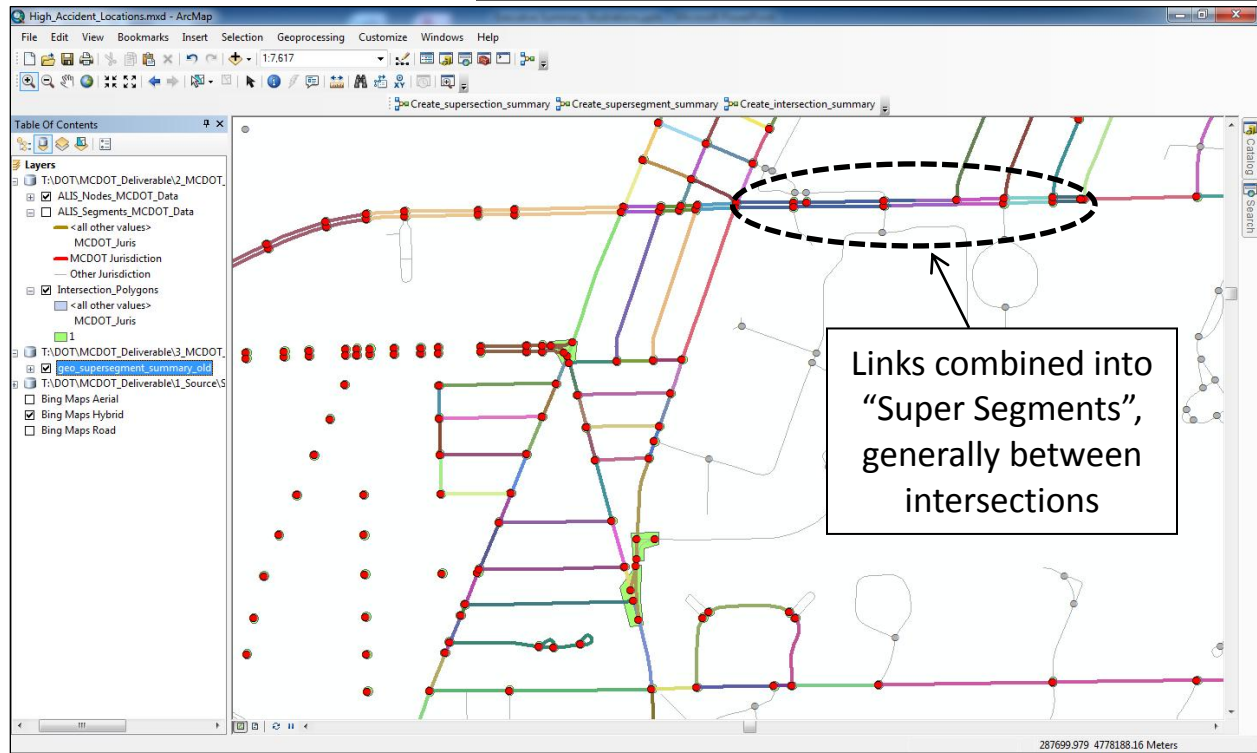 High_Accident_Locations.mxd - ArcMap
File Edit View Bookmarks Insert Selection Geoprocessing Customize Windows Help
1:7,617
Create_supersection_summary Create_supersegment_summary Create_intersection_summary
Table Of Contents
Layers
T:\DOT\MCDOT_Deliverable\2_MCDOT_
ALIS_Nodes_MCDOT_Data
ALIS_Segments_MCDOT_Data
<all other values>
MCDOT_Juris
MCDOT Jurisdiction
Other Jurisdiction
Intersection_Polygons
<all other values>
MCDOT_Juris
1
T:\DOT\MCDOT_Deliverable\3_MCDOT_
geo_supersegment_summary_old
T:\DOT\MCDOT_Deliverable\1_Source\S
Bing Maps Aerial
Bing Maps Hybrid
Bing Maps Road
Catalog
Search
Links combined into
“Super Segments”,
generally between
intersections
287699.979 4778188.16 Meters